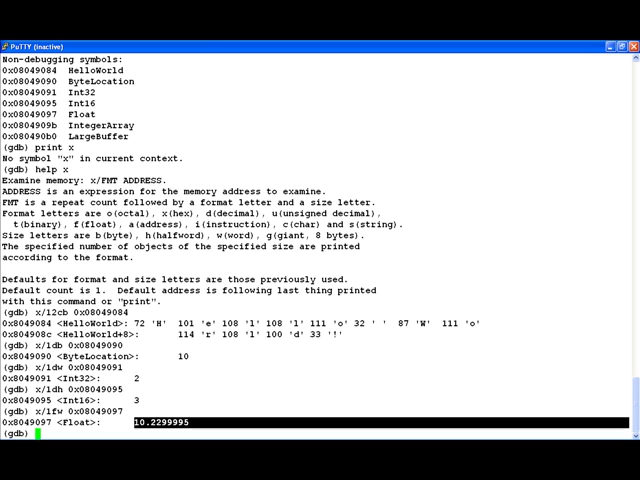 PuTTY (inactive)
Non-debugging symbols:
0x08049084  HelloWorld
0x08049090  ByteLocation
0x08049091  Int32
0x08049095  Int16
0x08049097  Float
0x0804909b  IntegerArray
0x080490b0  LargeBuffer
(gdb) print x
No symbol "x" in current context.
(gdb) help x
Examine memory: x/FMT ADDRESS.
ADDRESS is an expression for the memory address to examine.
FMT is a repeat count followed by a format letter and a size letter.
Format letters are o(octal), x(hex), d(decimal), u(unsigned decimal),
  t(binary), f(float), a(address), i(instruction), c(char) and s(string).
Size letters are b(byte), h(halfword), w(word), g(giant, 8 bytes).
The specified number of objects of the specified size are printed
according to the format.
Defaults for format and size letters are those previously used.
Default count is 1.  Default address is following last thing printed
with this command or "print".
(gdb) x/12cb 0x08049084
0x8049084 <HelloWorld>: 72 'H'  101 'e' 108 'l' 108 'l' 111 'o' 32 ' '  87 'W'  111 'o'
0x804908c <HelloWorld+8>:       114 'r' 108 'l' 100 'd' 33 '!'
(gdb) x/1db 0x08049090
0x8049090 <ByteLocation>:       10
(gdb) x/1dw 0x08049091
0x8049091 <Int32>:      2
(gdb) x/1dh 0x08049095
0x8049095 <Int16>:      3
(gdb) x/1fw 0x08049097
0x8049097 <Float>:      10.2299995
(gdb)